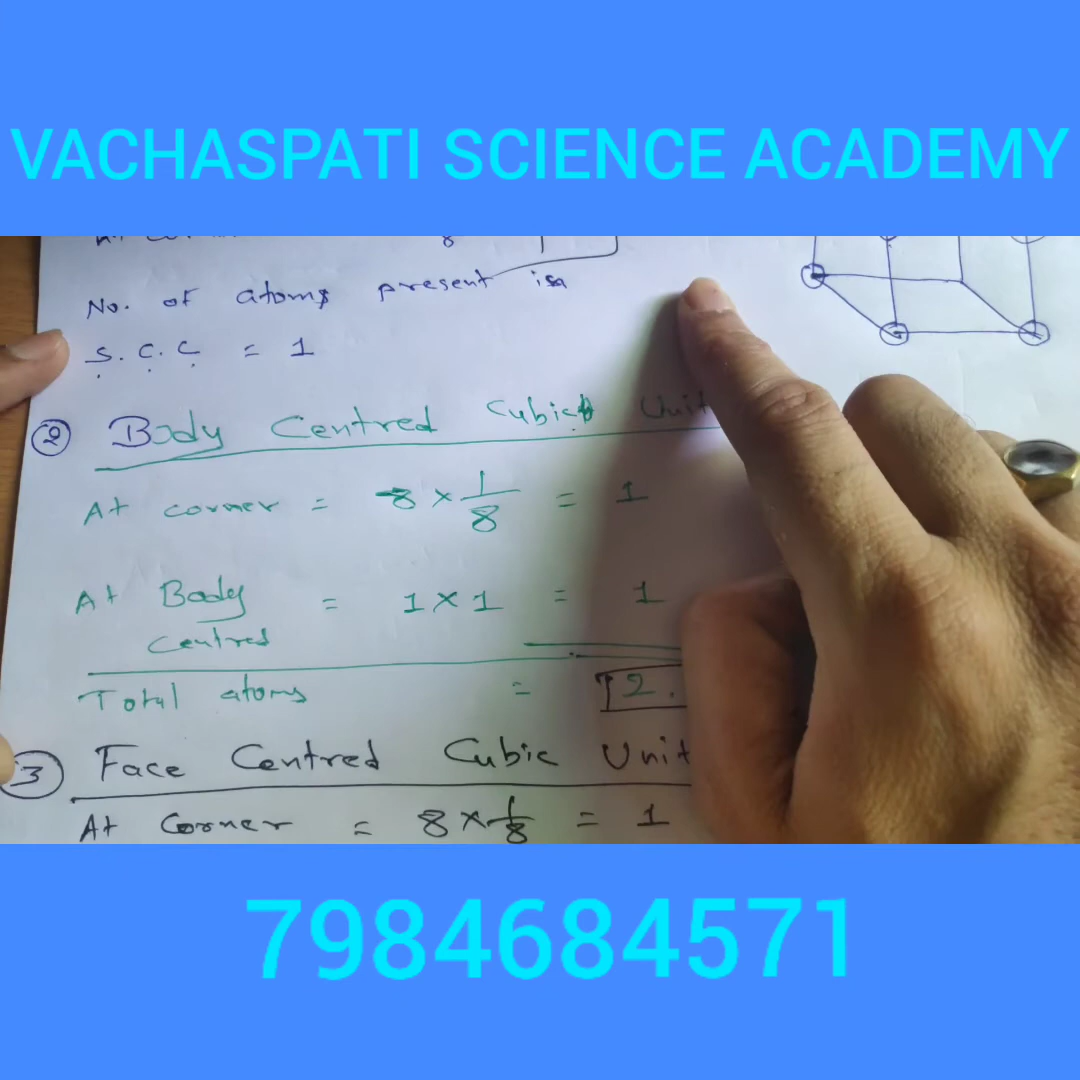 VACHASPATI SCIENCE ACADEMY
No. of atoms present is a
S.C.C = 1
② Body Centred Cubic Unit
At corner = 8 × 1/8 = 1
At Body Centred = 1 × 1 = 1
Total atoms = 2.
③ Face Centred Cubic Unit
At Corner = 8 × 1/8 = 1
7984684571